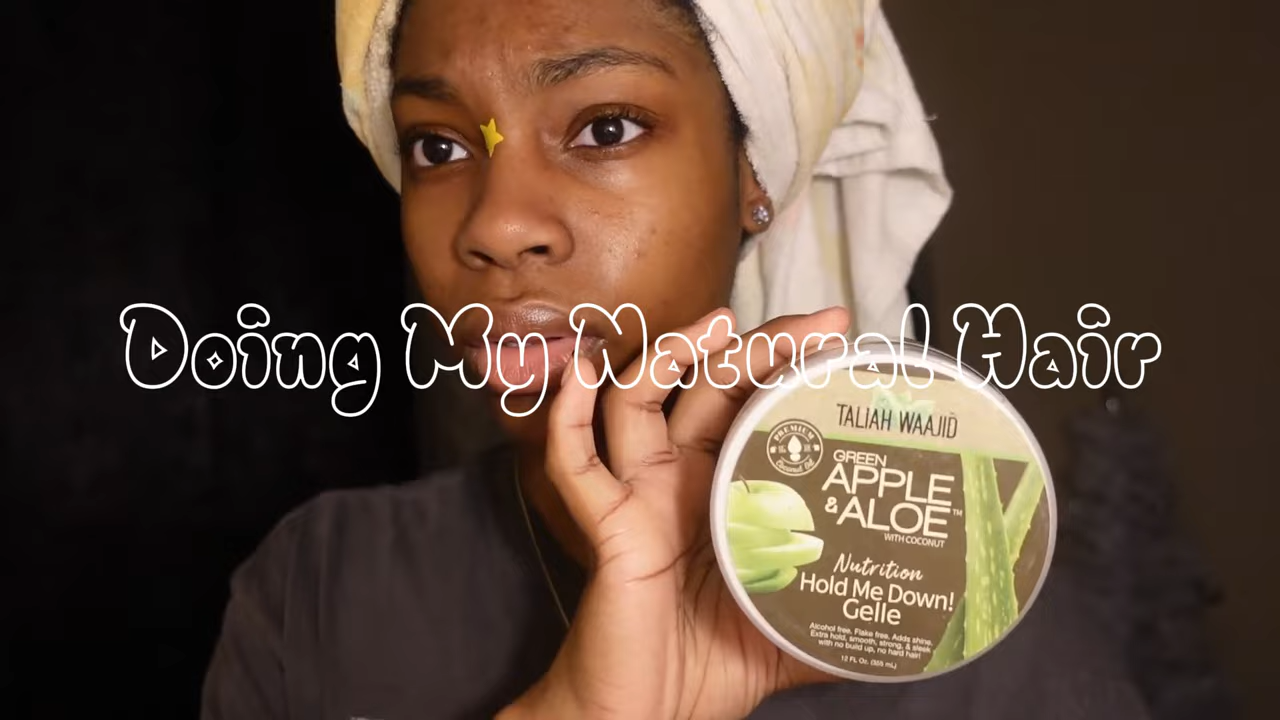 Doing My Natural Hair
TALIAH WAAJID
PREMIUM
Coconut Oil
GREEN
APPLE
& ALOE™
WITH COCONUT
Nutrition
Hold Me Down!
Gelle
Alcohol free. Flake free. Adds shine.
Extra hold, smooth, strong, & sleek
with no build up, no hard hair!
12 FL Oz. (355 mL)